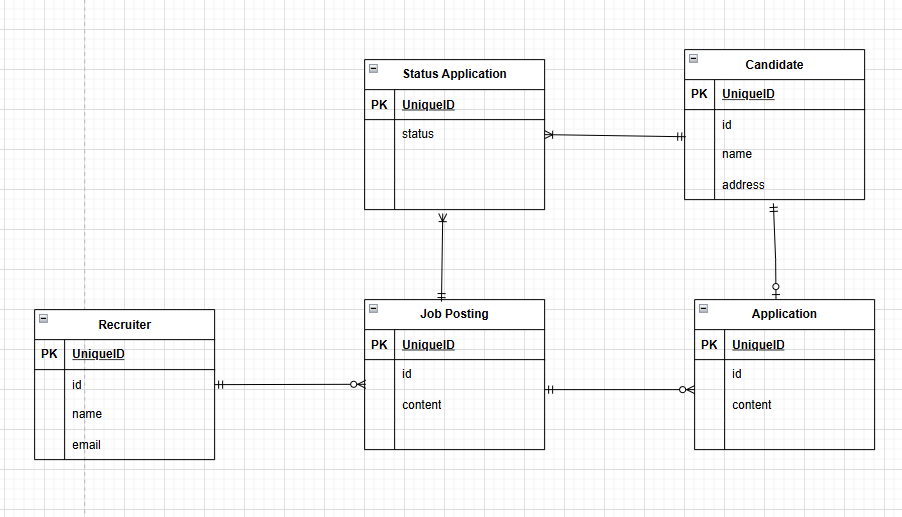 Status Application
PK UniqueID
status
Candidate
PK UniqueID
id
name
address
Recruiter
PK UniqueID
id
name
email
Job Posting
PK UniqueID
id
content
Application
PK UniqueID
id
content